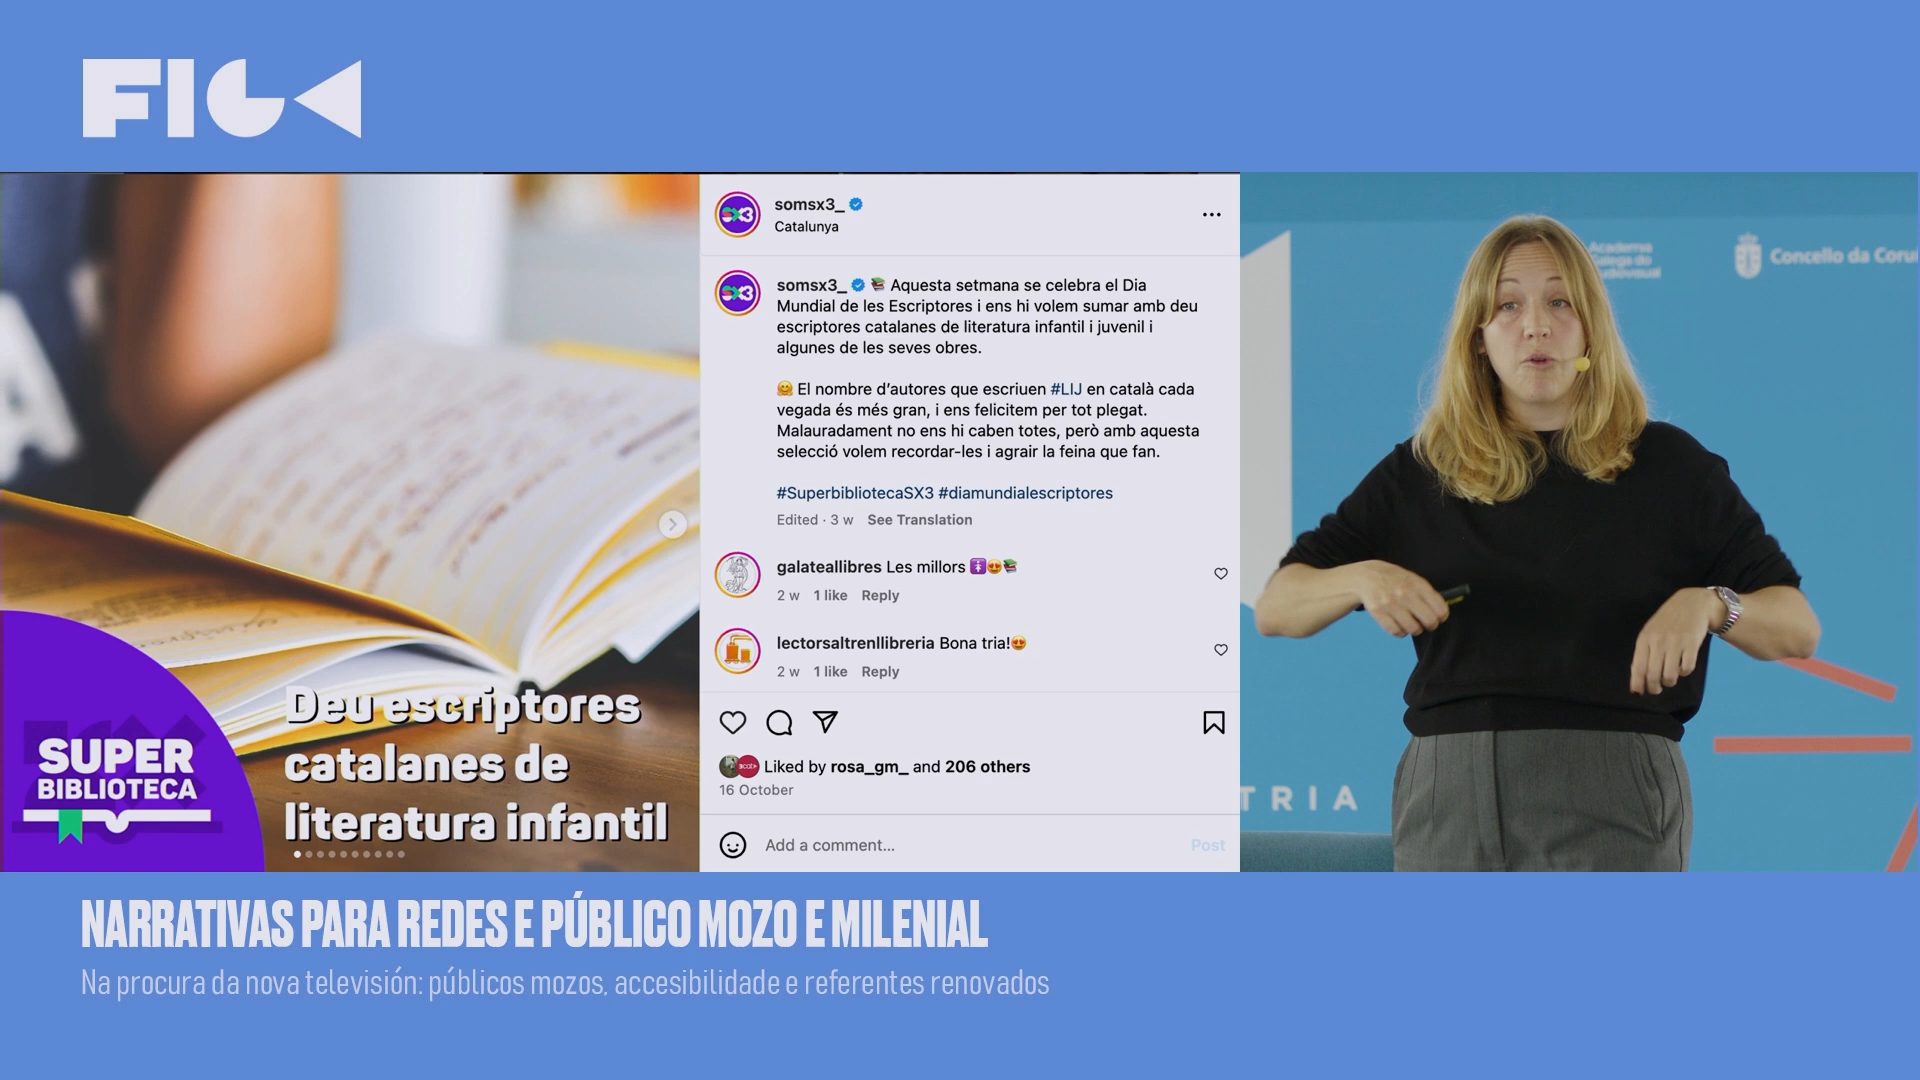 FIGA
somsx3_
Catalunya
somsx3_ 📚 Aquesta setmana se celebra el Dia
Mundial de les Escriptores i ens hi volem sumar amb deu
escriptores catalanes de literatura infantil i juvenil i
algunes de les seves obres.
🤗 El nombre d’autores que escriuen #LIJ en català cada
vegada és més gran, i ens felicitem per tot plegat.
Malauradament no ens hi caben totes, però amb aquesta
selecció volem recordar-les i agrair la feina que fan.
#SuperbibliotecaSX3 #diamundialescriptores
Edited · 3 w See Translation
galateallibres Les millors 🚺😍📚
2 w 1 like Reply
lectorsaltrenllibreria Bona tria!😍
2 w 1 like Reply
Liked by rosa_gm_ and 206 others
16 October
Add a comment...
Post
Deu escriptores
catalanes de
literatura infantil
SUPER
BIBLIOTECA
Academia
Galega do
Audiovisual
Concello da Coru
TRIA
NARRATIVAS PARA REDES E PÚBLICO MOZO E MILENIAL
Na procura da nova televisión: públicos mozos, accesibilidade e referentes renovados